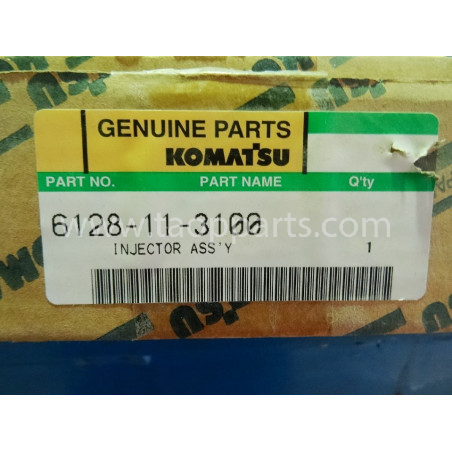 GENUINE PARTS
KOMATSU
PART NO. PART NAME Q'ty
6128-11-3100
INJECTOR ASS'Y 1